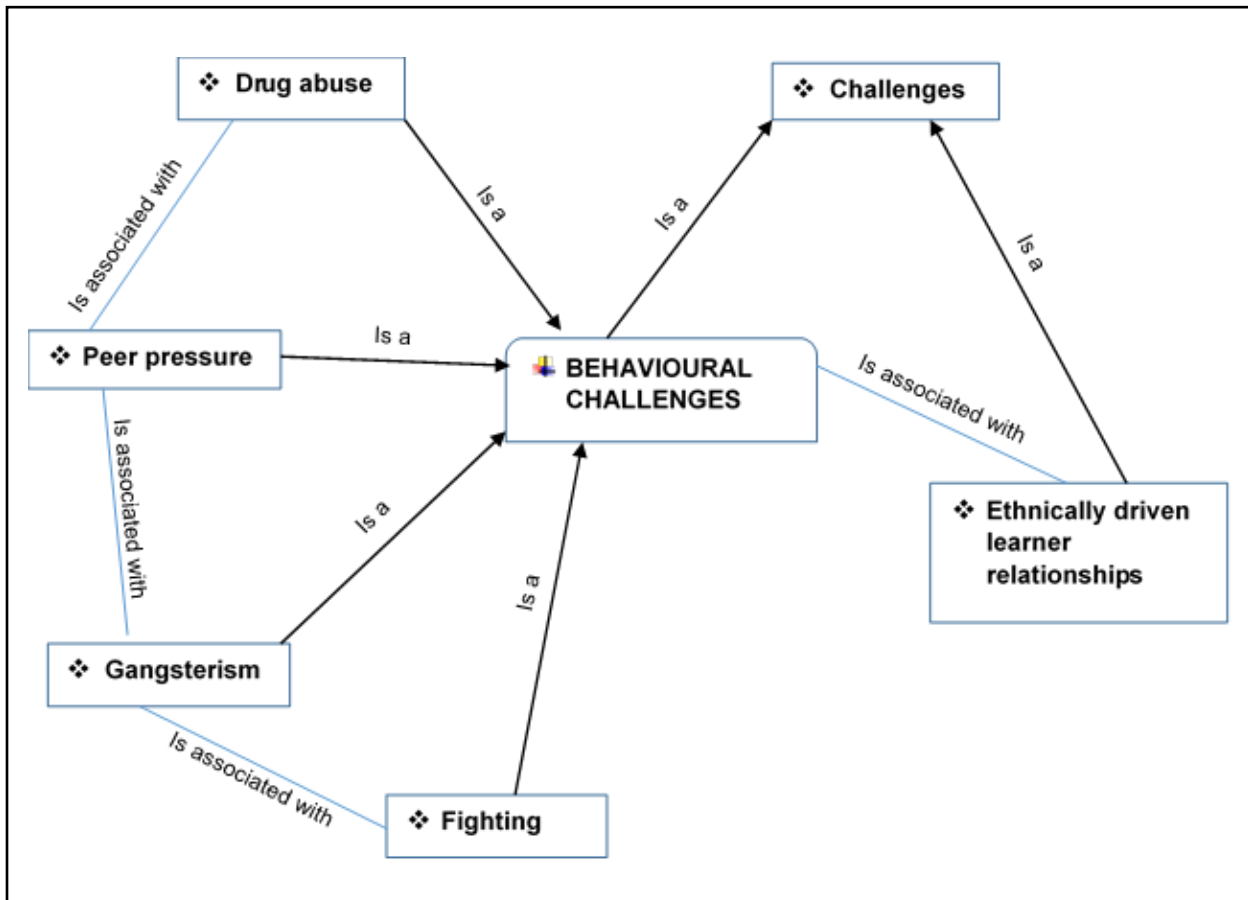 ❖ Drug abuse
❖ Challenges
Is associated with
Is a
Is a
Is a
❖ Peer pressure
Is a
❖ BEHAVIOURAL
CHALLENGES
Is associated with
Is associated with
❖ Ethnically driven
learner
relationships
Is a
Is a
❖ Gangsterism
Is associated with
❖ Fighting